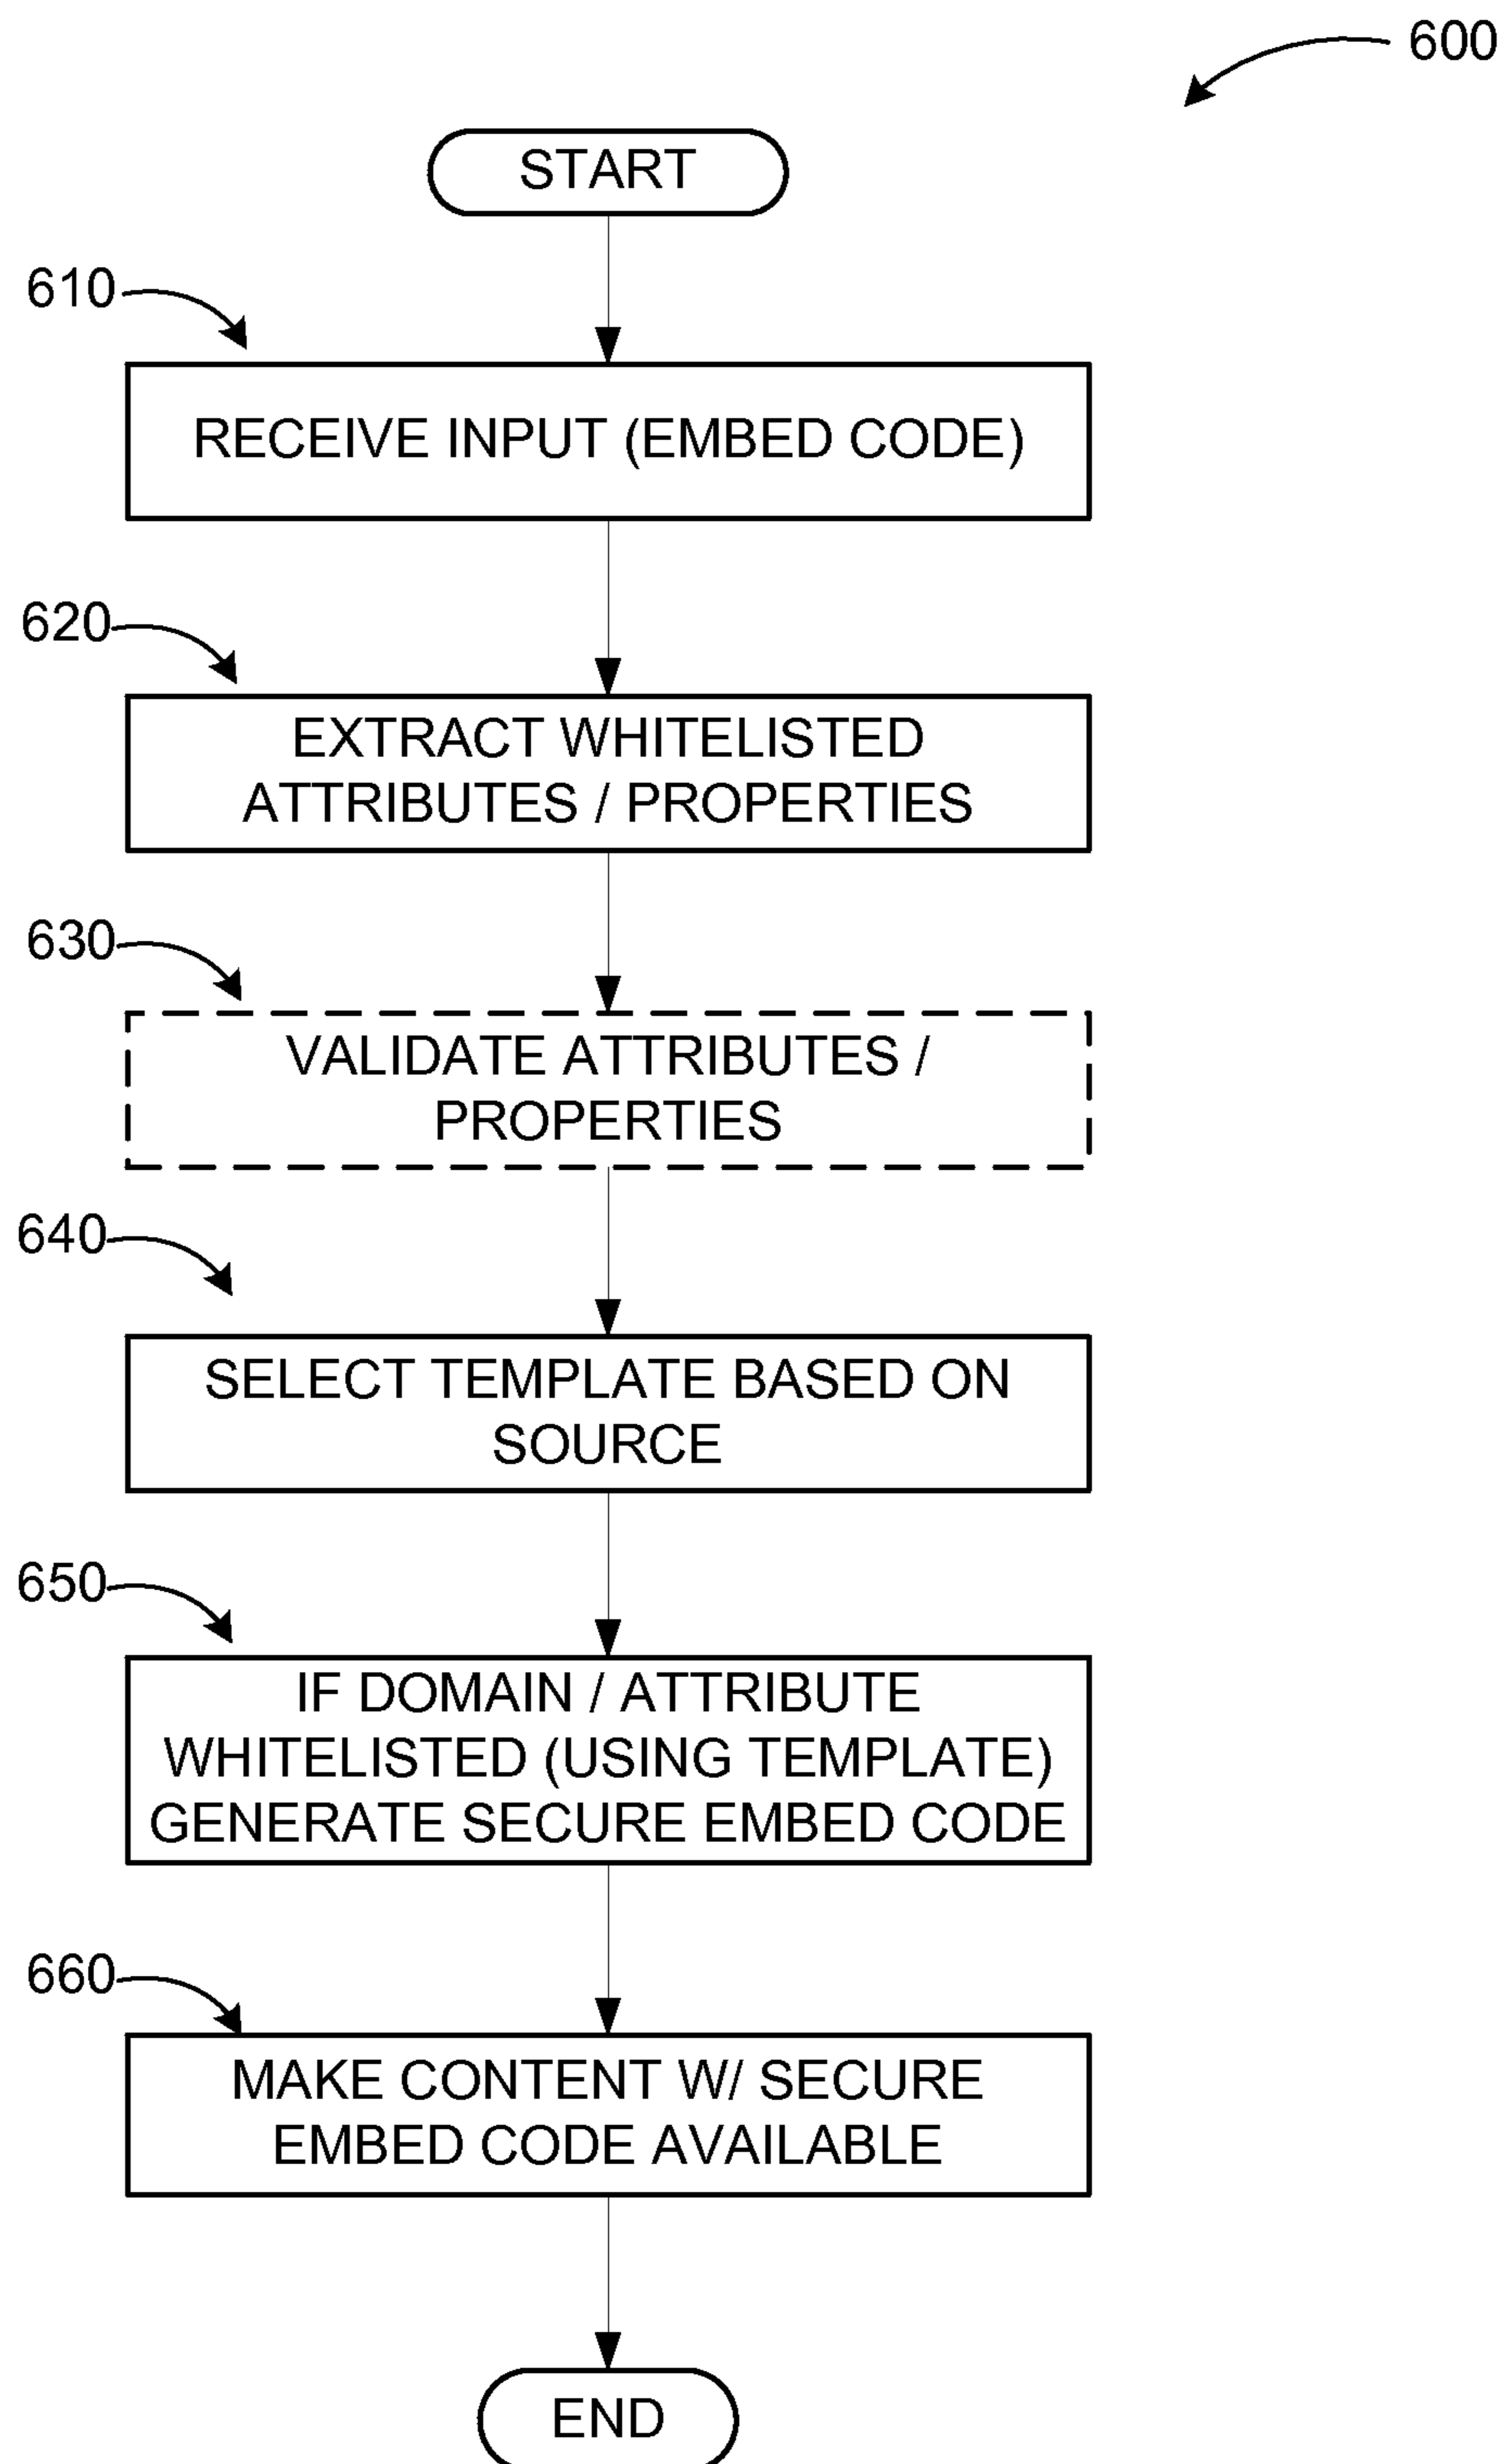 600
START
610
RECEIVE INPUT (EMBED CODE)
620
EXTRACT WHITELISTED
ATTRIBUTES / PROPERTIES
630
VALIDATE ATTRIBUTES /
PROPERTIES
640
SELECT TEMPLATE BASED ON
SOURCE
650
IF DOMAIN / ATTRIBUTE
WHITELISTED (USING TEMPLATE)
GENERATE SECURE EMBED CODE
660
MAKE CONTENT W/ SECURE
EMBED CODE AVAILABLE
END